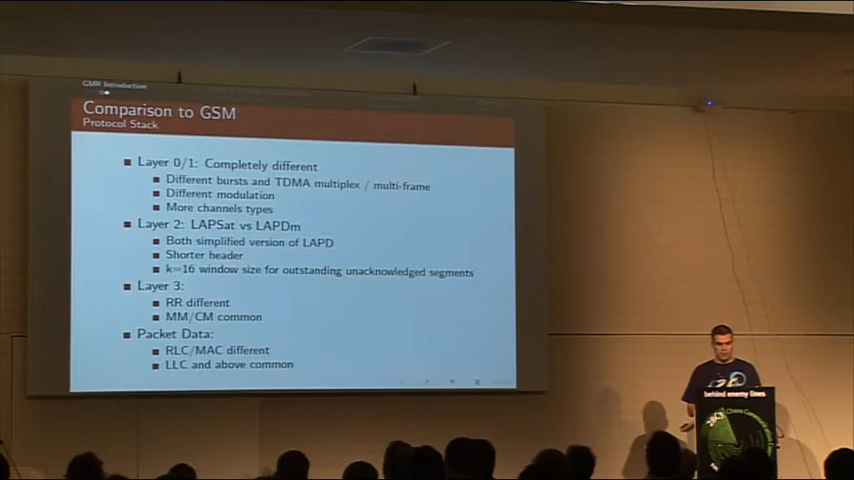 GMR Introduction
Comparison to GSM
Protocol Stack
Layer 0/1: Completely different
Different bursts and TDMA multiplex / multi-frame
Different modulation
More channels types
Layer 2: LAPSat vs LAPDm
Both simplified version of LAPD
Shorter header
k=16 window size for outstanding unacknowledged segments
Layer 3:
RR different
MM/CM common
Packet Data:
RLC/MAC different
LLC and above common
behind enemy lines
28C3